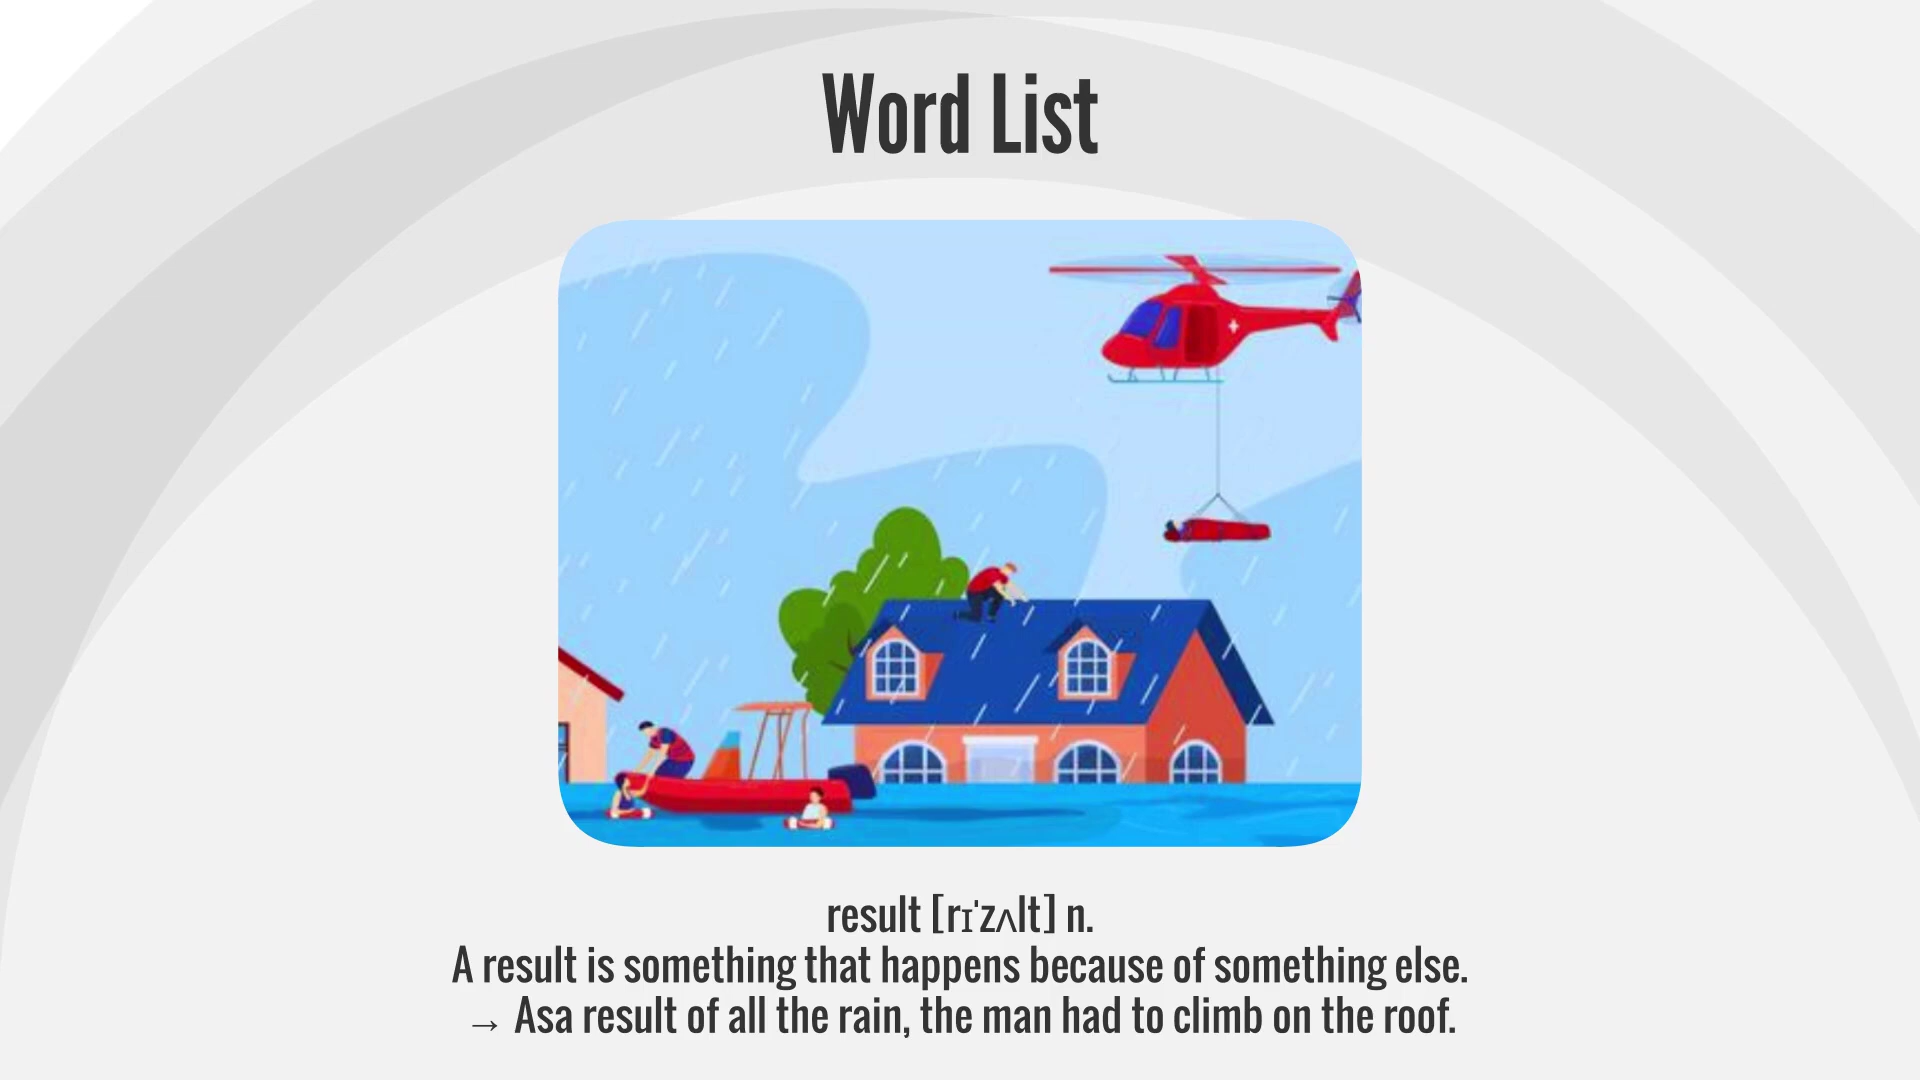 Word List
result [rɪˈzʌlt] n.
A result is something that happens because of something else.
→ Asa result of all the rain, the man had to climb on the roof.